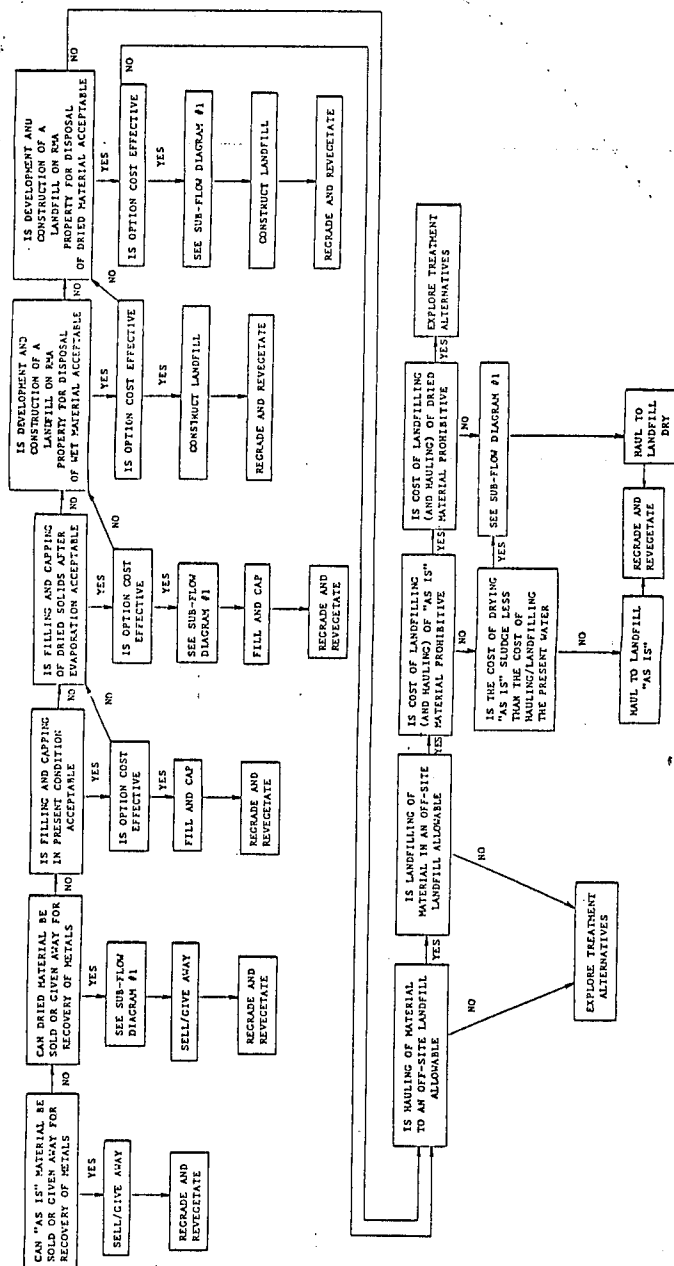 CAN "AS IS" MATERIAL BE
SOLD OR GIVEN AWAY FOR
RECOVERY OF METALS
NO
YES
SELL/GIVE AWAY
REGRADE AND
REVEGETATE
CAN DRIED MATERIAL BE
SOLD OR GIVEN AWAY FOR
RECOVERY OF METALS
NO
YES
SEE SUB-FLOW
DIAGRAM #1
SELL/GIVE AWAY
REGRADE AND
REVEGETATE
IS FILLING AND CAPPING
IN PRESENT CONDITION
ACCEPTABLE
NO
YES
IS OPTION COST
EFFECTIVE
NO
YES
FILL AND CAP
REGRADE AND
REVEGETATE
IS FILLING AND CAPPING
OF DRIED SOLIDS AFTER
EVAPORATION ACCEPTABLE
NO
YES
IS OPTION COST
EFFECTIVE
NO
YES
SEE SUB-FLOW
DIAGRAM #1
FILL AND CAP
REGRADE AND
REVEGETATE
IS DEVELOPMENT AND
CONSTRUCTION OF A
LANDFILL ON RMA
PROPERTY FOR DISPOSAL
OF WET MATERIAL ACCEPTABLE
NO
YES
IS OPTION COST EFFECTIVE
NO
YES
CONSTRUCT LANDFILL
REGRADE AND REVEGETATE
IS DEVELOPMENT AND
CONSTRUCTION OF A
LANDFILL ON RMA
PROPERTY FOR DISPOSAL
OF DRIED MATERIAL ACCEPTABLE
NO
YES
IS OPTION COST EFFECTIVE
NO
YES
SEE SUB-FLOW DIAGRAM #1
CONSTRUCT LANDFILL
REGRADE AND REVEGETATE
IS HAULING OF MATERIAL
TO AN OFF-SITE LANDFILL
ALLOWABLE
YES
NO
IS LANDFILLING OF
MATERIAL IN AN OFF-SITE
LANDFILL ALLOWABLE
YES
NO
EXPLORE TREATMENT
ALTERNATIVES
IS COST OF LANDFILLING
(AND HAULING) OF "AS IS"
MATERIAL PROHIBITIVE
YES
NO
IS THE COST OF DRYING
"AS IS" SLUDGE LESS
THAN THE COST OF
HAULING/LANDFILLING
THE PRESENT WATER
YES
NO
HAUL TO LANDFILL
"AS IS"
REGRADE AND
REVEGETATE
IS COST OF LANDFILLING
(AND HAULING) OF DRIED
MATERIAL PROHIBITIVE
YES
NO
SEE SUB-FLOW DIAGRAM #1
HAUL TO
LANDFILL
DRY
EXPLORE TREATMENT
ALTERNATIVES